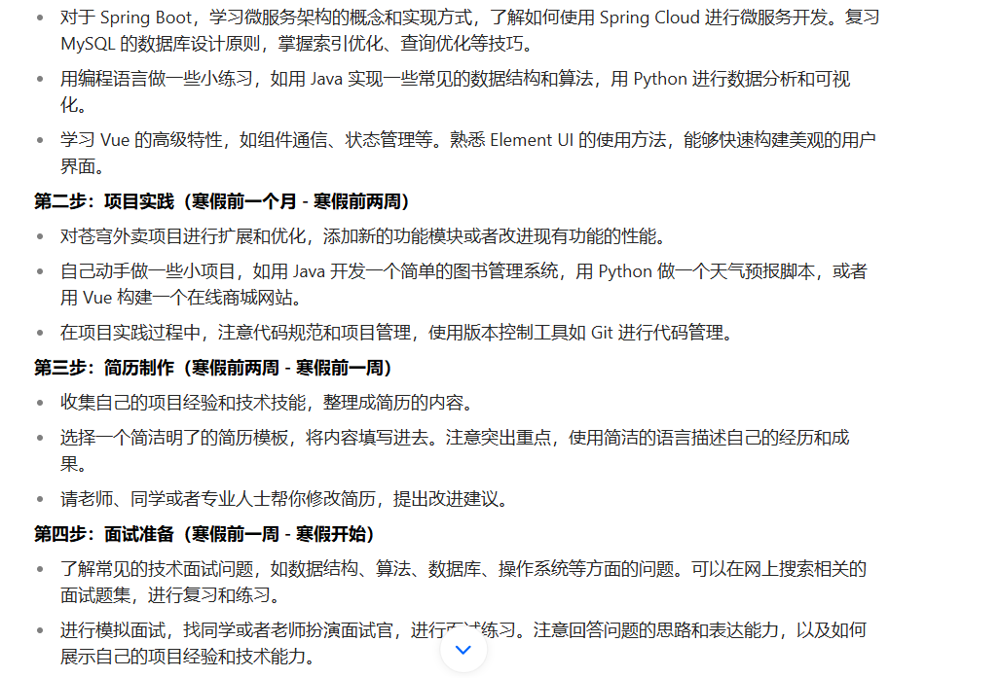 对于 Spring Boot，学习微服务架构的概念和实现方式，了解如何使用 Spring Cloud 进行微服务开发。复习
MySQL 的数据库设计原则，掌握索引优化、查询优化等技巧。
用编程语言做一些小练习，如用 Java 实现一些常见的数据结构和算法，用 Python 进行数据分析和可视
化。
学习 Vue 的高级特性，如组件通信、状态管理等。熟悉 Element UI 的使用方法，能够快速构建美观的用户
界面。
第二步：项目实践（寒假前一个月 - 寒假前两周）
对苍穹外卖项目进行扩展和优化，添加新的功能模块或者改进现有功能的性能。
自己动手做一些小项目，如用 Java 开发一个简单的图书管理系统，用 Python 做一个天气预报脚本，或者
用 Vue 构建一个在线商城网站。
在项目实践过程中，注意代码规范和项目管理，使用版本控制工具如 Git 进行代码管理。
第三步：简历制作（寒假前两周 - 寒假前一周）
收集自己的项目经验和技术技能，整理成简历的内容。
选择一个简洁明了的简历模板，将内容填写进去。注意突出重点，使用简洁的语言描述自己的经历和成
果。
请老师、同学或者专业人士帮你修改简历，提出改进建议。
第四步：面试准备（寒假前一周 - 寒假开始）
了解常见的技术面试问题，如数据结构、算法、数据库、操作系统等方面的问题。可以在网上搜索相关的
面试题集，进行复习和练习。
进行模拟面试，找同学或者老师扮演面试官，进行面试练习。注意回答问题的思路和表达能力，以及如何
展示自己的项目经验和技术能力。